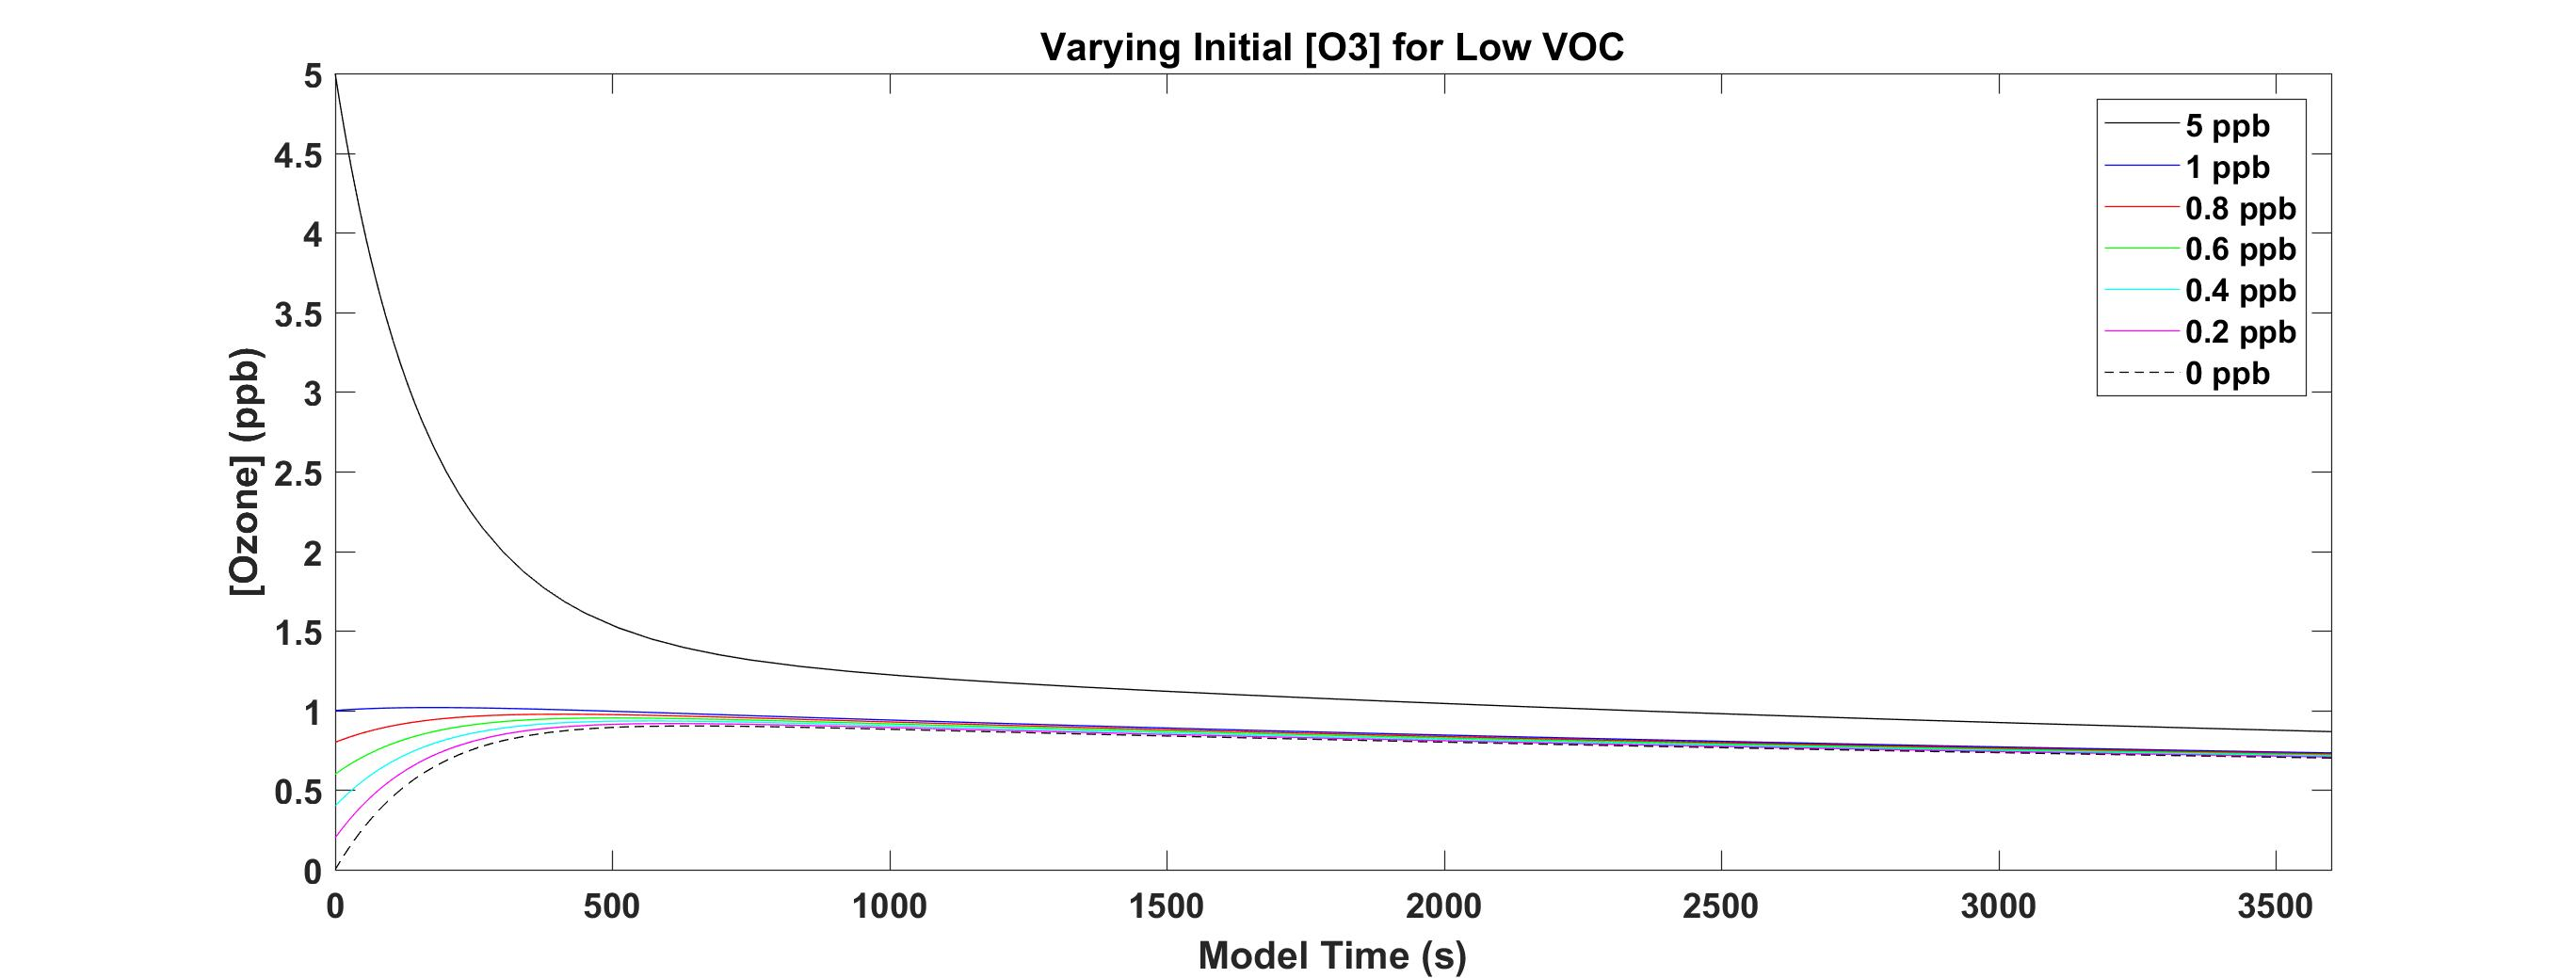 Varying Initial [O3] for Low VOC
5
4.5
4
3.5
3
2.5
2
1.5
1
0.5
0
[Ozone] (ppb)
5 ppb
1 ppb
0.8 ppb
0.6 ppb
0.4 ppb
0.2 ppb
0 ppb
0 500 1000 1500 2000 2500 3000 3500
Model Time (s)